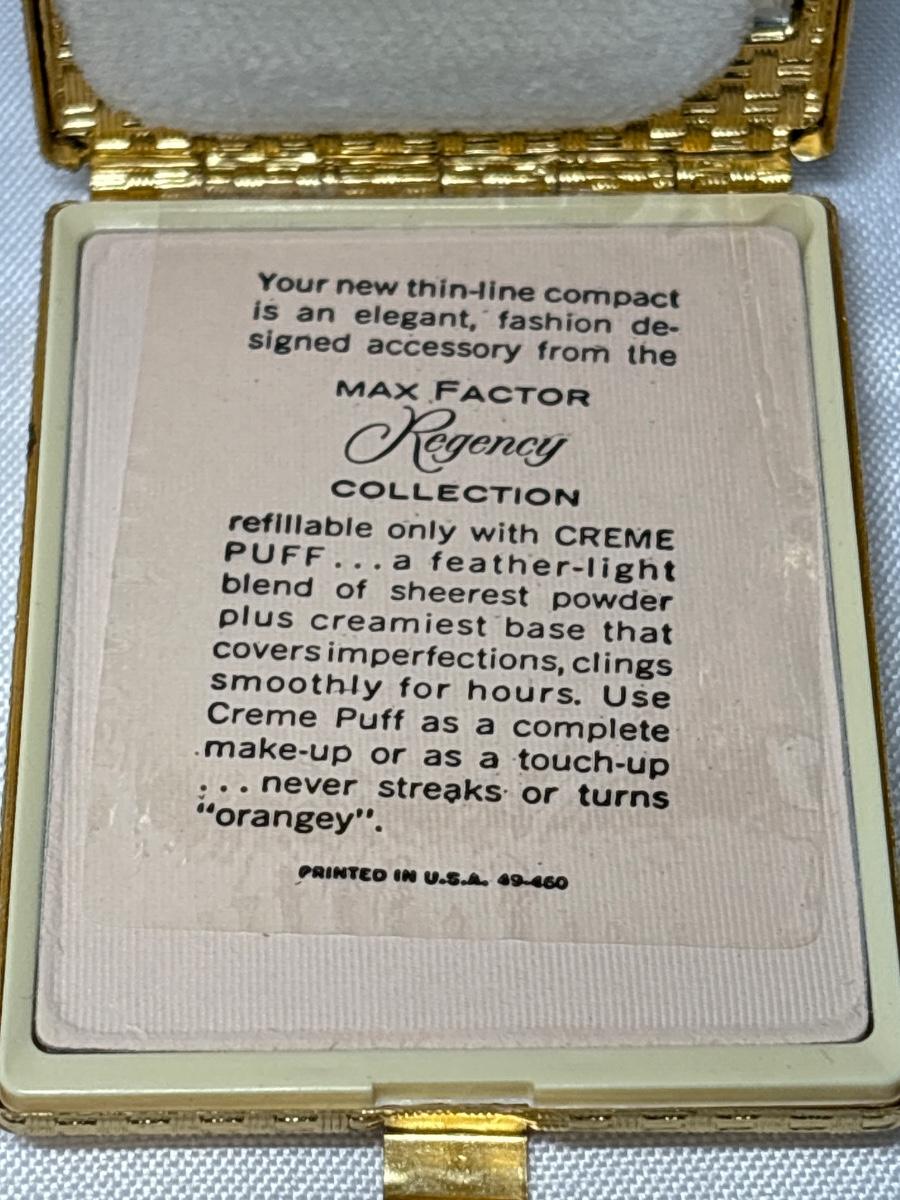 Your new thin-line compact
is an elegant, fashion de-
signed accessory from the
MAX FACTOR
Regency
COLLECTION
refillable only with CREME
PUFF...a feather-light
blend of sheerest powder
plus creamiest base that
covers imperfections, clings
smoothly for hours. Use
Creme Puff as a complete
make-up or as a touch-up
...never streaks or turns
"orangey".
PRINTED IN U.S.A. 49-460